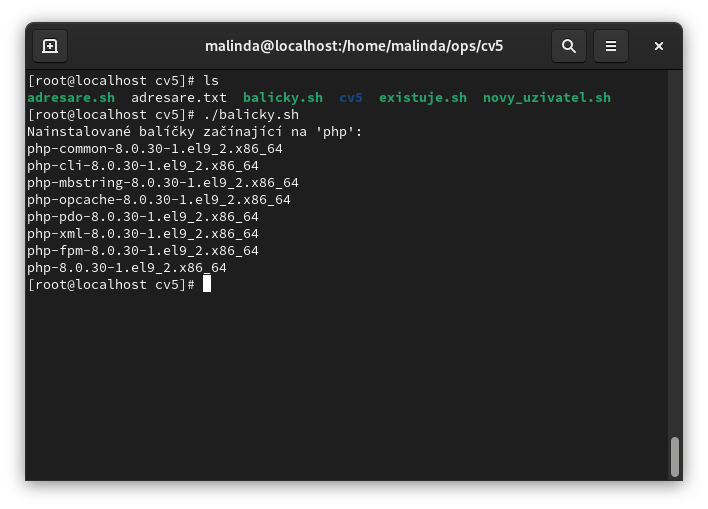 malinda@localhost:/home/malinda/ops/cv5
[root@localhost cv5]# ls
adresare.sh  adresare.txt  balicky.sh  cv5  existuje.sh  novy_uzivatel.sh
[root@localhost cv5]# ./balicky.sh
Nainstalované balíčky začínající na 'php':
php-common-8.0.30-1.el9_2.x86_64
php-cli-8.0.30-1.el9_2.x86_64
php-mbstring-8.0.30-1.el9_2.x86_64
php-opcache-8.0.30-1.el9_2.x86_64
php-pdo-8.0.30-1.el9_2.x86_64
php-xml-8.0.30-1.el9_2.x86_64
php-fpm-8.0.30-1.el9_2.x86_64
php-8.0.30-1.el9_2.x86_64
[root@localhost cv5]#